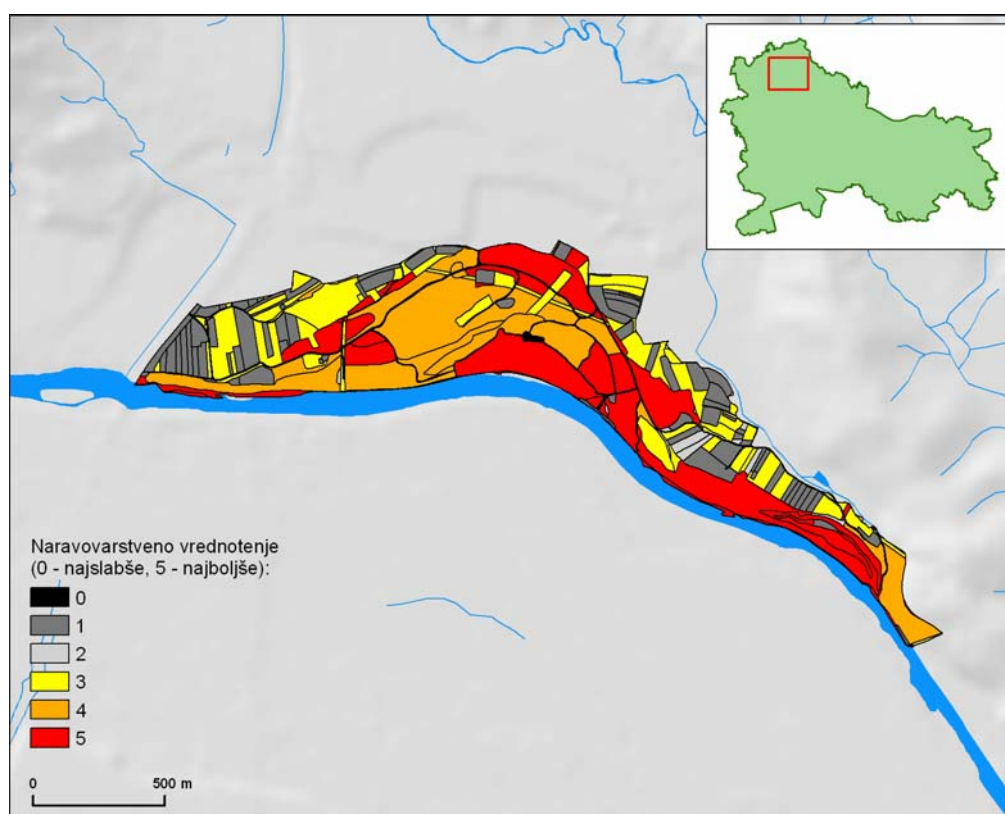 Naravovarstveno vrednotenje
(0 - najslabše, 5 - najboljše):
0
1
2
3
4
5
0 500 m